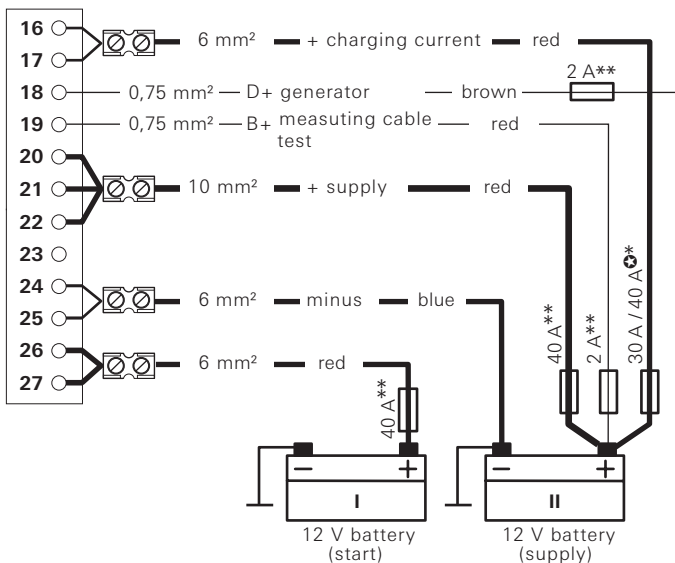 16
17
6 mm² + charging current red
2 A**
18 0,75 mm² D+ generator brown
19 0,75 mm² B+ measuring cable test red
20
21 10 mm² + supply red
22
23
24
25
6 mm² minus blue
26
27
6 mm² red
40 A**
40 A**
2 A**
30 A / 40 A✪*
− +
I
12 V battery
(start)
− +
II
12 V battery
(supply)